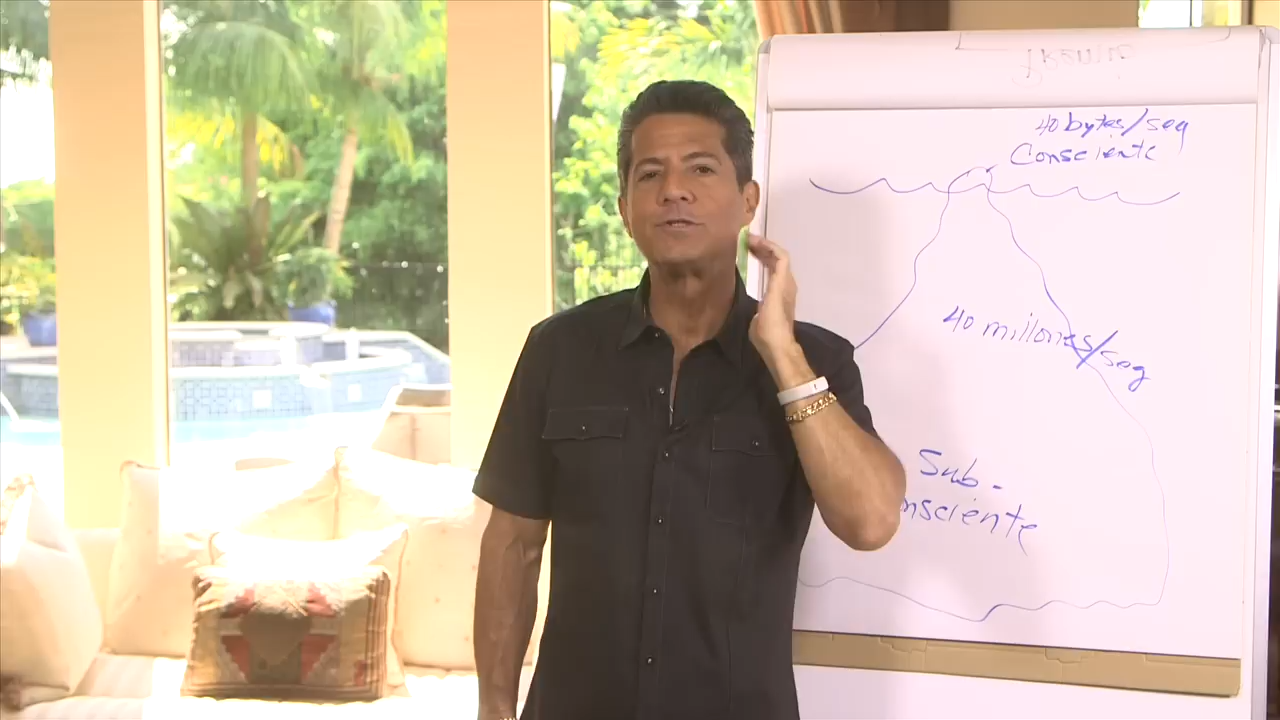 40 bytes/seg
Consciente
40 millones/seg
Sub-
nsciente